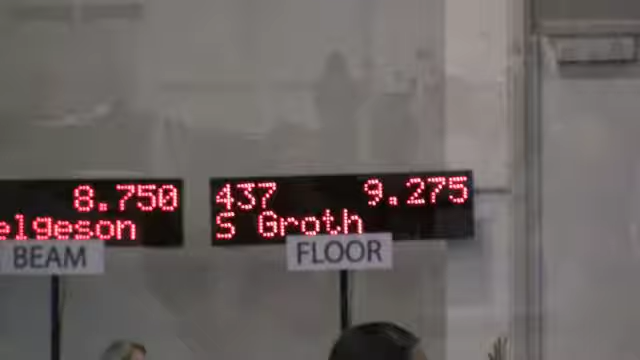 8.750
elgeson
BEAM
437 9.275
S Groth
FLOOR